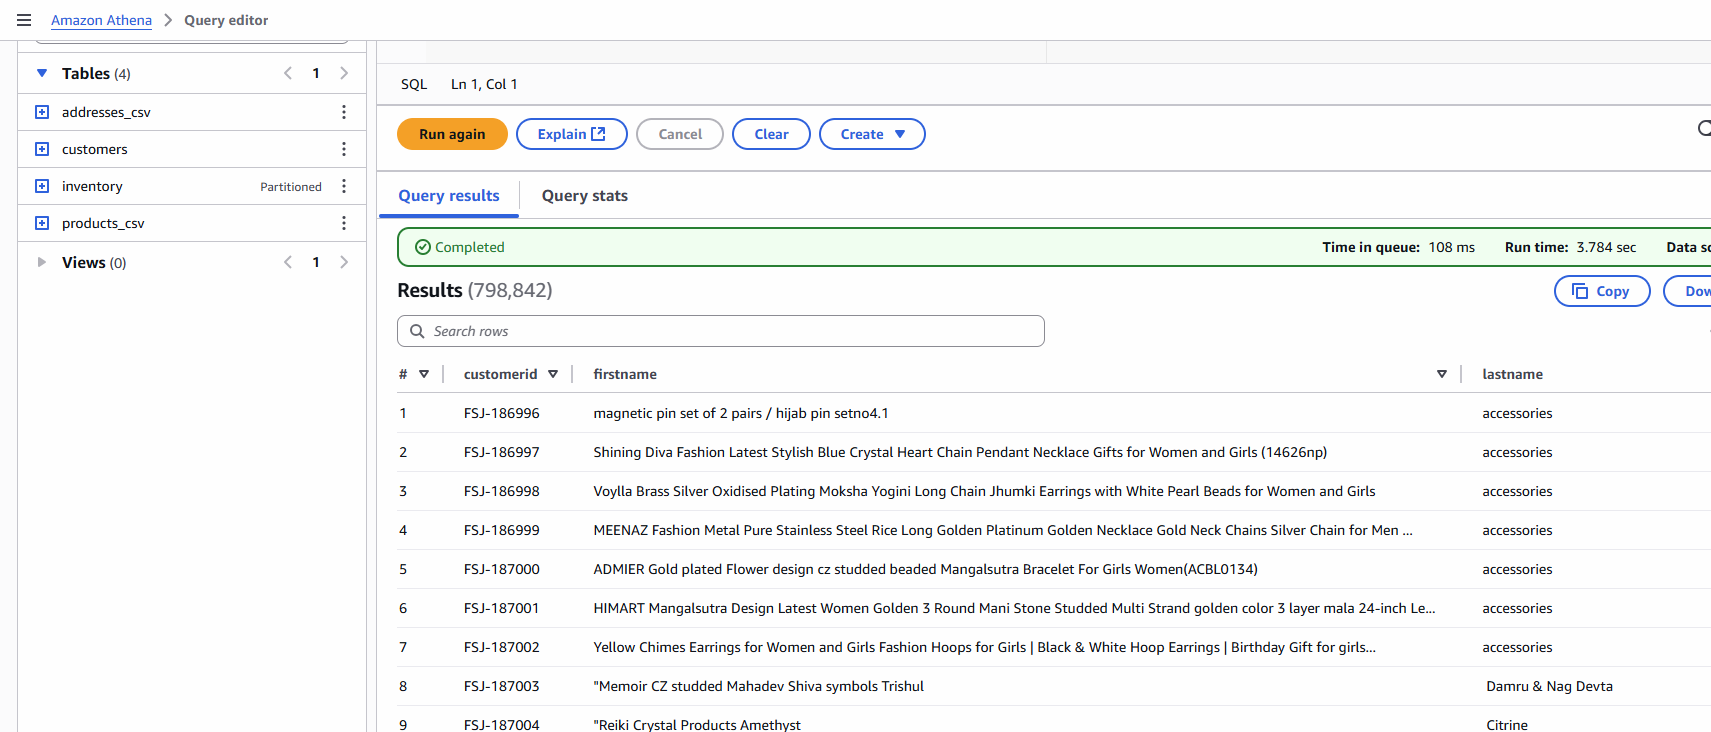 Amazon Athena > Query editor
Tables (4) < 1 >
addresses_csv
customers
inventory Partitioned
products_csv
Views (0) < 1 >
SQL Ln 1, Col 1
Run again Explain Cancel Clear Create
Query results Query stats
Completed Time in queue: 108 ms Run time: 3.784 sec Data sc
Results (798,842) Copy Dow
Search rows
# customerid firstname lastname
1 FSJ-186996 magnetic pin set of 2 pairs / hijab pin setno4.1 accessories
2 FSJ-186997 Shining Diva Fashion Latest Stylish Blue Crystal Heart Chain Pendant Necklace Gifts for Women and Girls (14626np) accessories
3 FSJ-186998 Voylla Brass Silver Oxidised Plating Moksha Yogini Long Chain Jhumki Earrings with White Pearl Beads for Women and Girls accessories
4 FSJ-186999 MEENAZ Fashion Metal Pure Stainless Steel Rice Long Golden Platinum Golden Necklace Gold Neck Chains Silver Chain for Men ... accessories
5 FSJ-187000 ADMIER Gold plated Flower design cz studded beaded Mangalsutra Bracelet For Girls Women(ACBL0134) accessories
6 FSJ-187001 HIMART Mangalsutra Design Latest Women Golden 3 Round Mani Stone Studded Multi Strand golden color 3 layer mala 24-inch Le... accessories
7 FSJ-187002 Yellow Chimes Earrings for Women and Girls Fashion Hoops for Girls | Black & White Hoop Earrings | Birthday Gift for girls... accessories
8 FSJ-187003 "Memoir CZ studded Mahadev Shiva symbols Trishul Damru & Nag Devta
9 FSJ-187004 "Reiki Crystal Products Amethyst Citrine